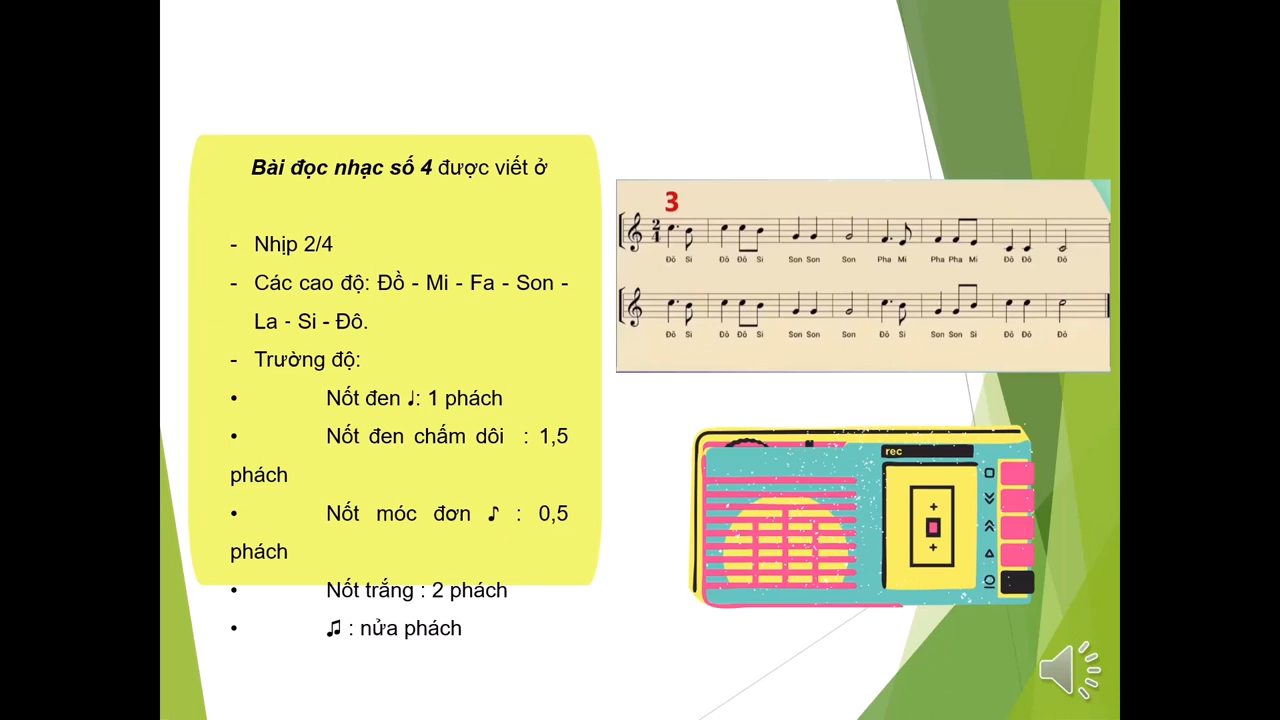 Bài đọc nhạc số 4 được viết ở
- Nhịp 2/4
- Các cao độ: Đồ - Mi - Fa - Son -
La - Si - Đô.
- Trường độ:
• Nốt đen ♩: 1 phách
• Nốt đen chấm dôi : 1,5
phách
• Nốt móc đơn ♪ : 0,5
phách
• Nốt trắng : 2 phách
• ♫ : nửa phách
3
2
4
Đô Si Đô Đô Si Son Son Son Pha Mi Pha Pha Mi Đô Đô Đô
Đô Si Đô Đô Si Son Son Son Đô Si Son Son Si Đô Đô Đô
rec